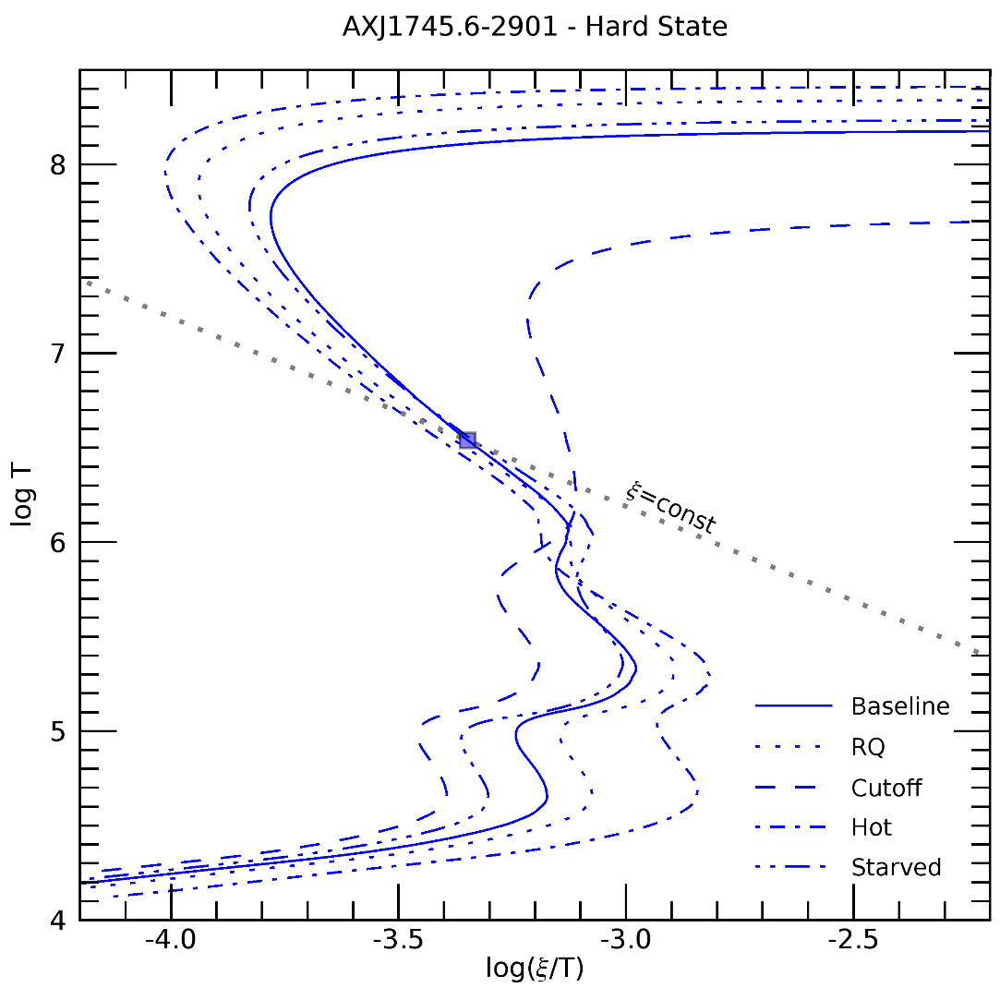 AXJ1745.6-2901 - Hard State
8
7
6
5
4
log T
ξ=const
Baseline
RQ
Cutoff
Hot
Starved
-4.0 -3.5 -3.0 -2.5
log(ξ/T)